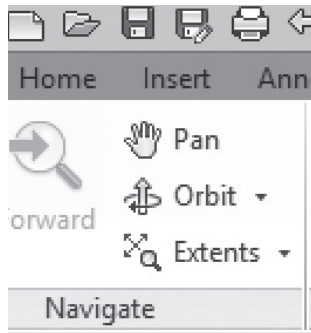 Home Insert Ann
Pan
Orbit
orward
Extents
Navigate